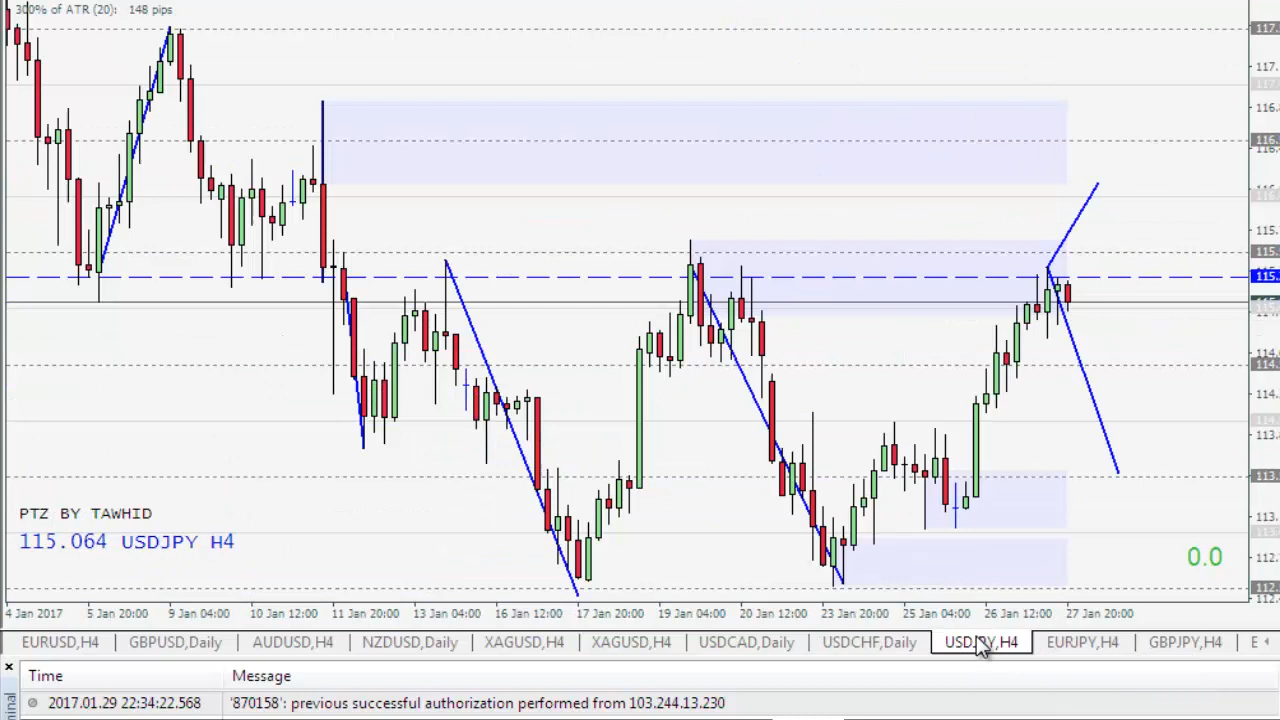 300% of ATR (20): 148 pips
PTZ BY TAWHID
115.064 USDJPY H4
0.0
4 Jan 2017 5 Jan 20:00 9 Jan 04:00 10 Jan 12:00 11 Jan 20:00 13 Jan 04:00 16 Jan 12:00 17 Jan 20:00 19 Jan 04:00 20 Jan 12:00 23 Jan 20:00 25 Jan 04:00 26 Jan 12:00 27 Jan 20:00
EURUSD,H4 GBPUSD,Daily AUDUSD,H4 NZDUSD,Daily XAGUSD,H4 XAGUSD,H4 USDCAD,Daily USDCHF,Daily USDJPY,H4 EURJPY,H4 GBPJPY,H4 E
Time Message
2017.01.29 22:34:22.568 '870158': previous successful authorization performed from 103.244.13.230